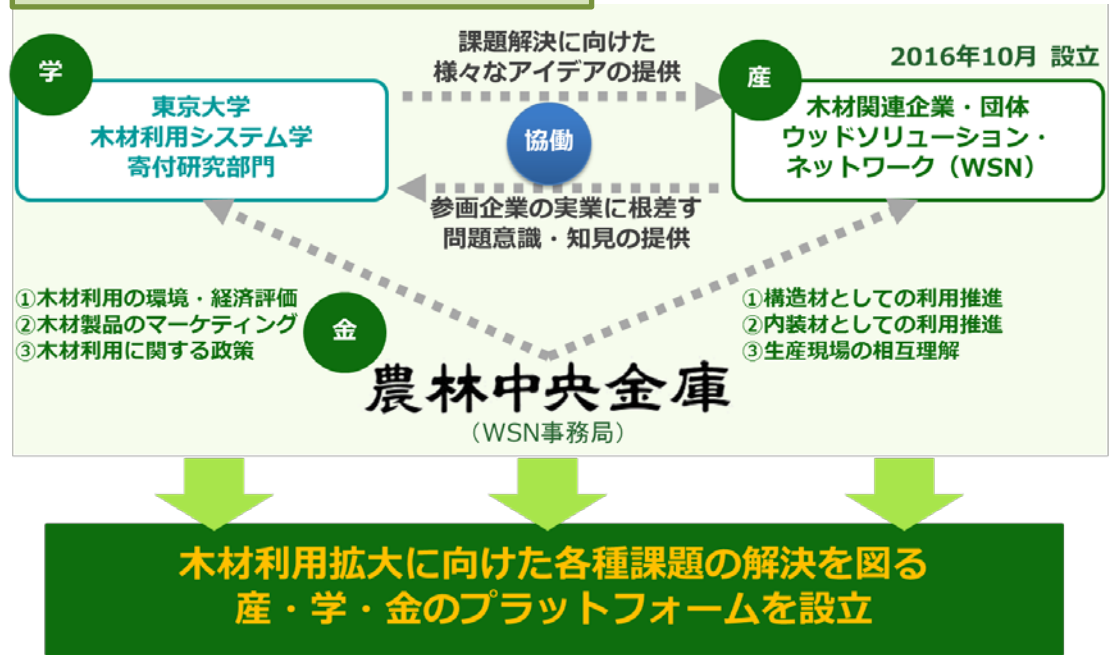 学
東京大学
木材利用システム学
寄付研究部門
課題解決に向けた
様々なアイデアの提供
協働
参画企業の実業に根差す
問題意識・知見の提供
2016年10月 設立
産
木材関連企業・団体
ウッドソリューション・
ネットワーク（WSN）
①木材利用の環境・経済評価
②木材製品のマーケティング
③木材利用に関する政策
金
①構造材としての利用推進
②内装材としての利用推進
③生産現場の相互理解
農林中央金庫
（WSN事務局）
木材利用拡大に向けた各種課題の解決を図る
産・学・金のプラットフォームを設立